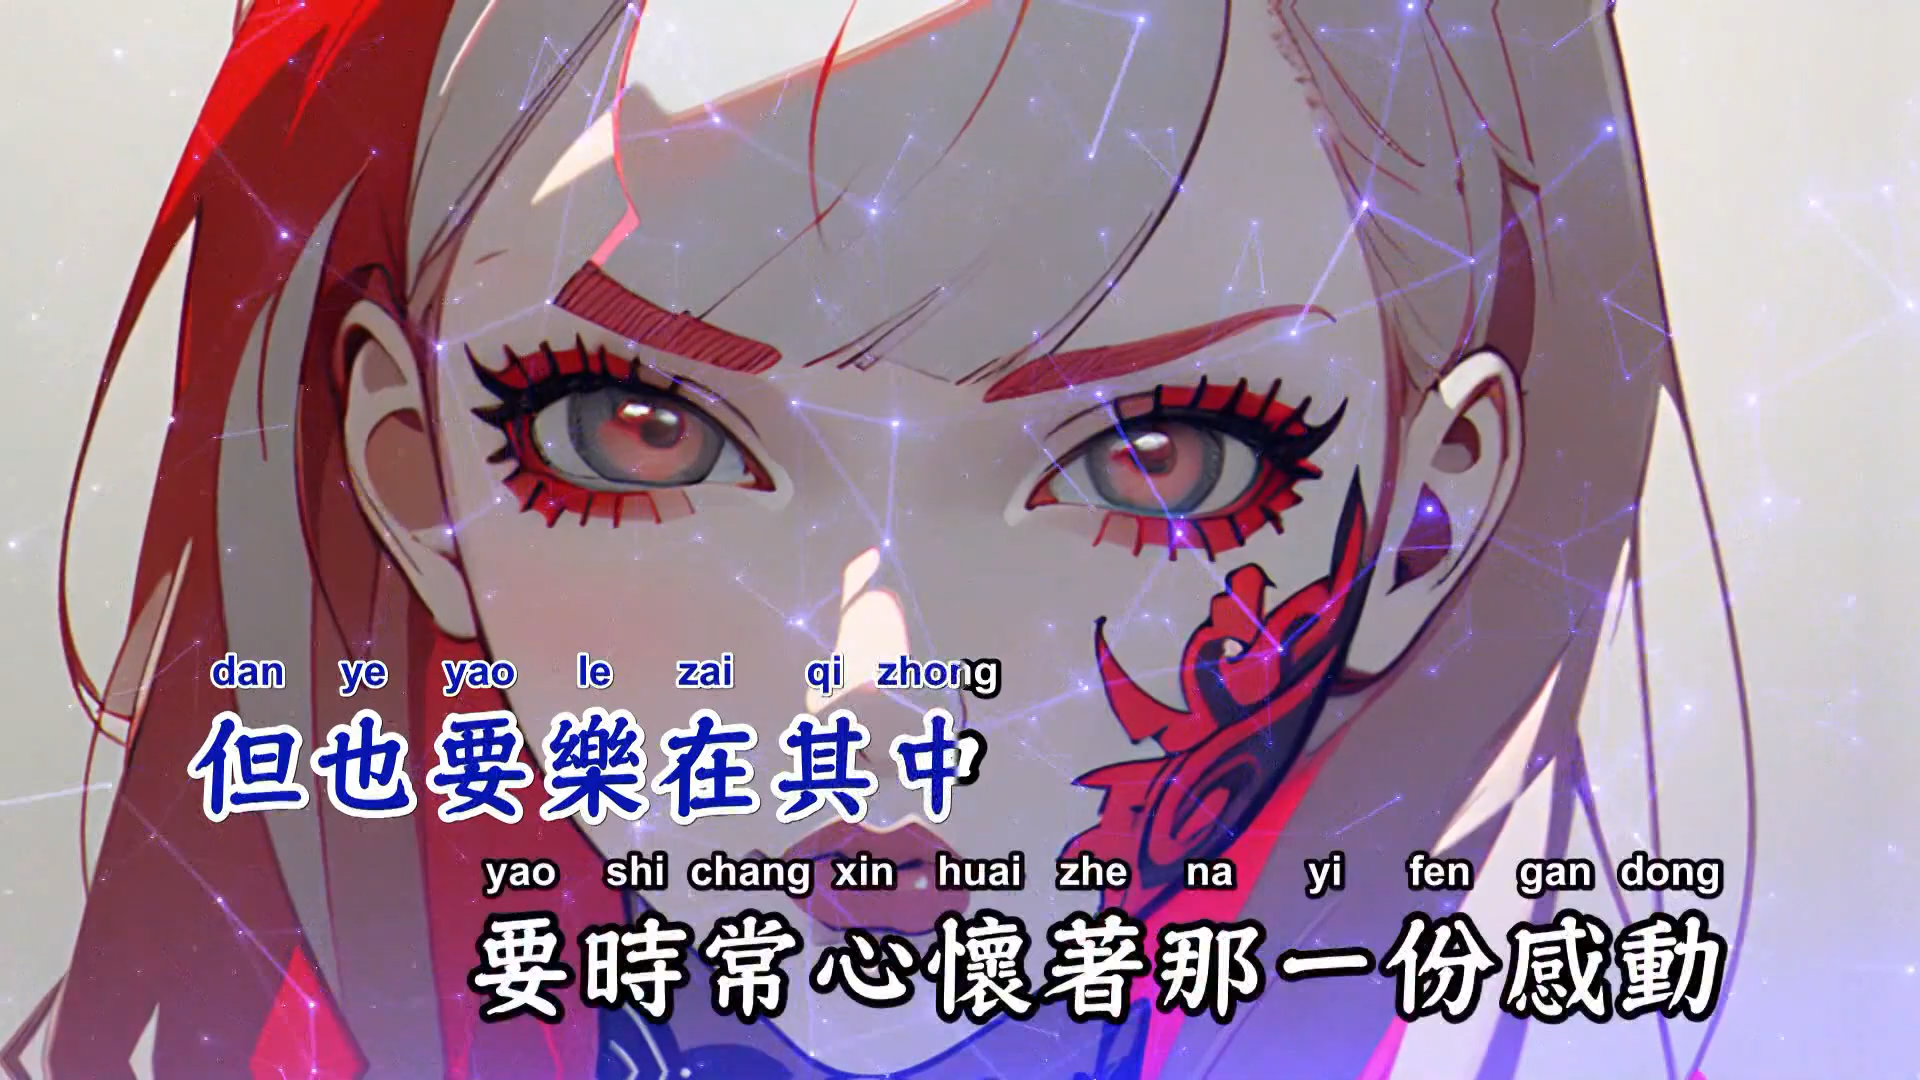 dan ye yao le zai qi zhong
但也要樂在其中
yao shi chang xin huai zhe na yi fen gan dong
要時常心懷著那一份感動